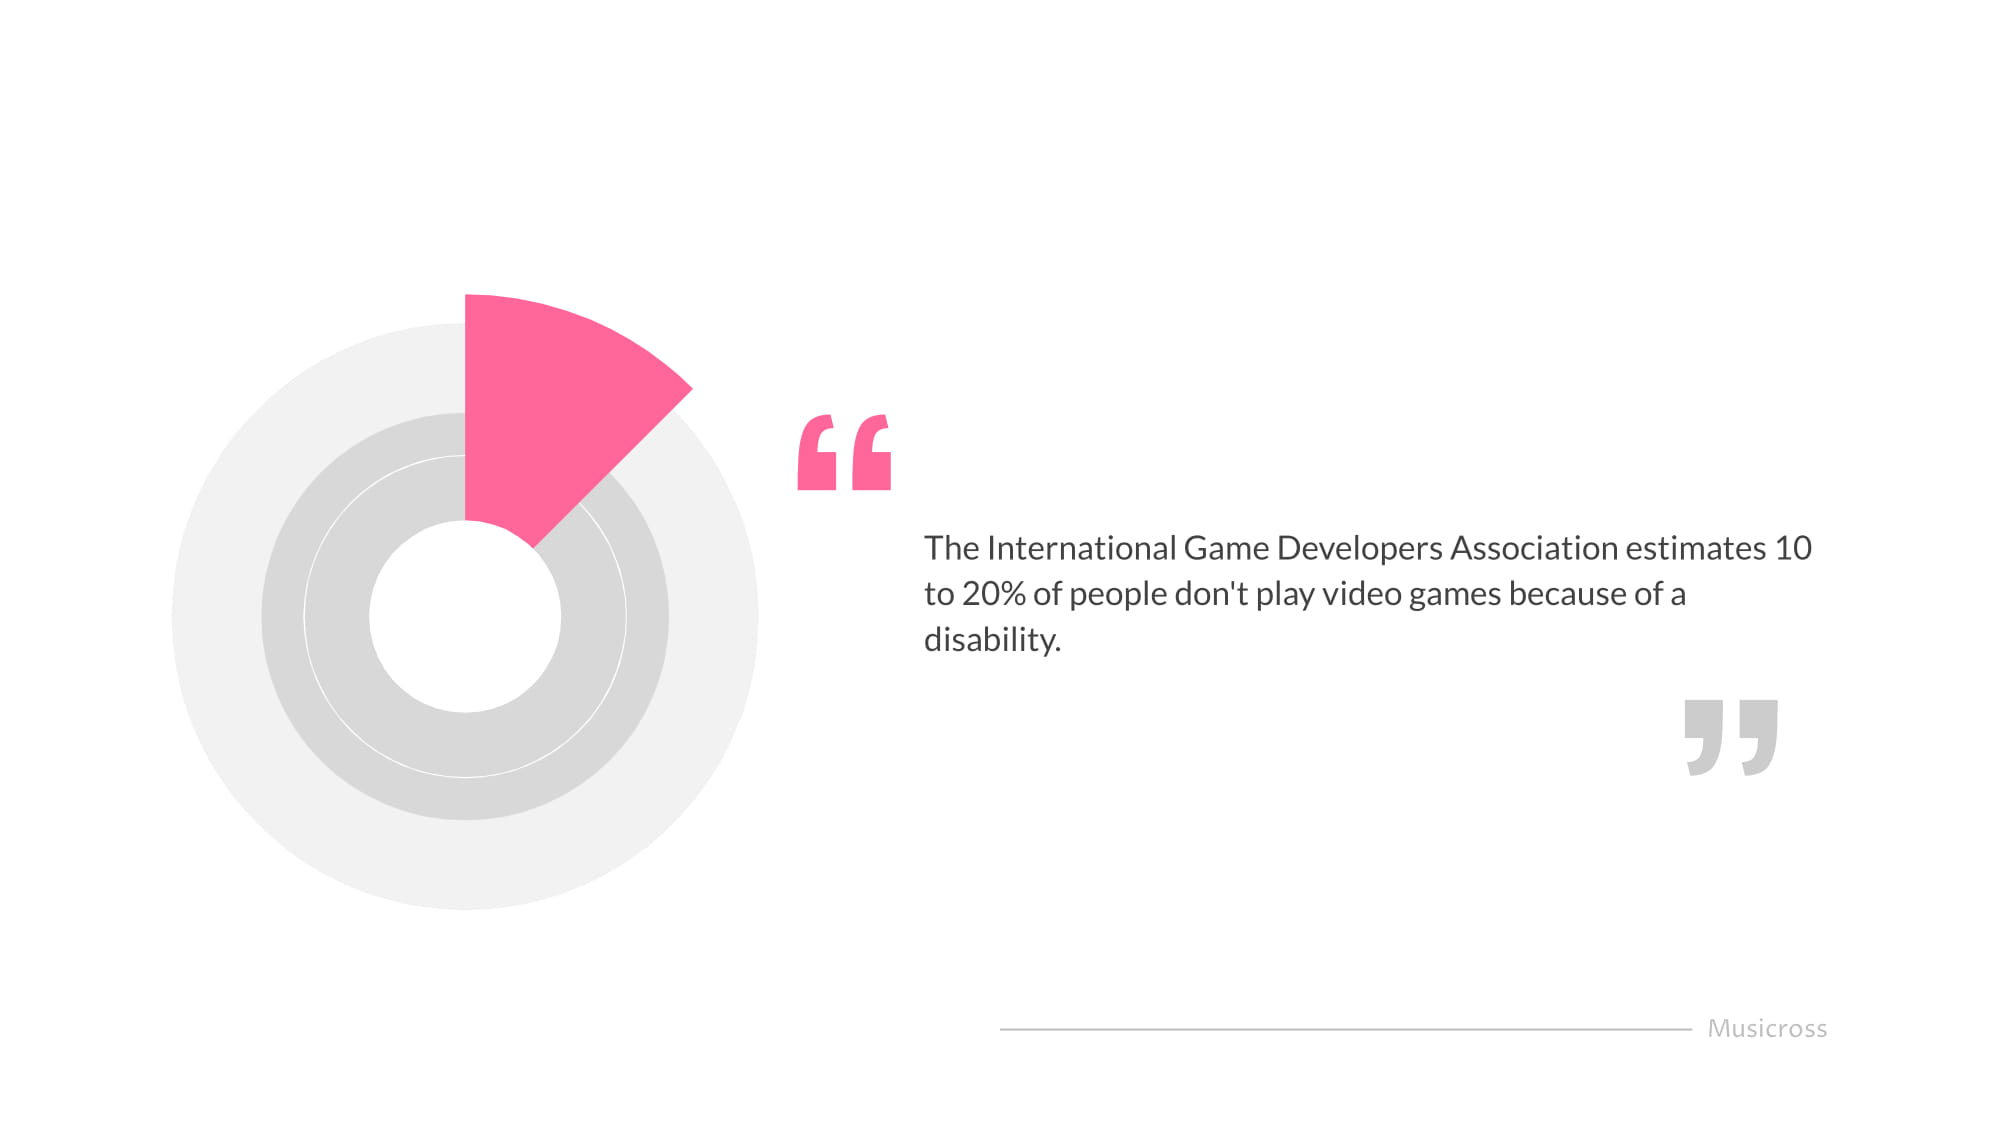 “
The International Game Developers Association estimates 10
to 20% of people don't play video games because of a
disability.
”
Musicross